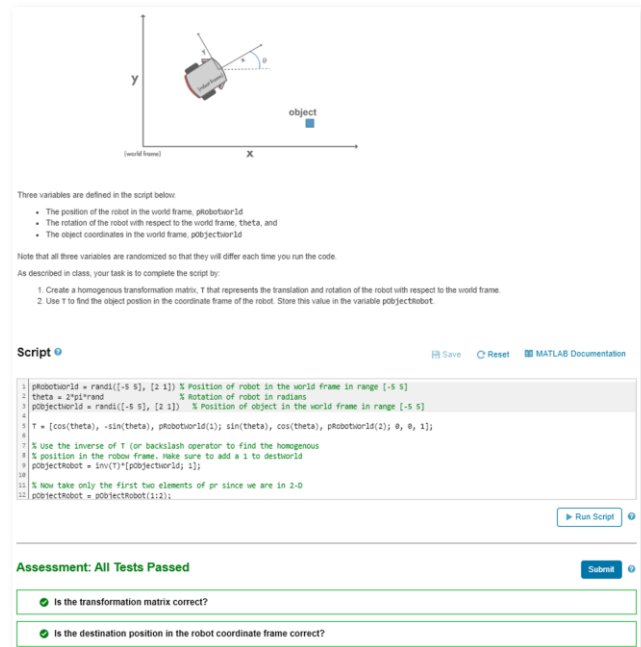 y
x
θ
(robot frame)
object
(world frame)
x
Three variables are defined in the script below.
• The position of the robot in the world frame, pRobotWorld
• The rotation of the robot with respect to the world frame, theta, and
• The object coordinates in the world frame, pObjectWorld
Note that all three variables are randomized so that they will differ each time you run the code.
As described in class, your task is to complete the script by:
1. Create a homogenous transformation matrix, T that represents the translation and rotation of the robot with respect to the world frame.
2. Use T to find the object postion in the coordinate frame of the robot. Store this value in the variable pObjectRobot.
Script
Save Reset MATLAB Documentation
1 pRobotWorld = randi([-5 5], [2 1]) % Position of robot in the world frame in range [-5 5]
2 theta = 2*pi*rand % Rotation of robot in radians
3 pObjectWorld = randi([-5 5], [2 1]) % Position of object in the world frame in range [-5 5]
4
5 T = [cos(theta), -sin(theta), pRobotWorld(1); sin(theta), cos(theta), pRobotWorld(2); 0, 0, 1];
6
7 % Use the inverse of T (or backslash operator to find the homogenous
8 % position in the robow frame. Make sure to add a 1 to destWorld
9 pObjectRobot = inv(T)*[pObjectWorld; 1];
10
11 % Now take only the first two elements of pr since we are in 2-D
12 pObjectRobot = pObjectRobot(1:2);
Run Script
Assessment: All Tests Passed
Submit
Is the transformation matrix correct?
Is the destination position in the robot coordinate frame correct?